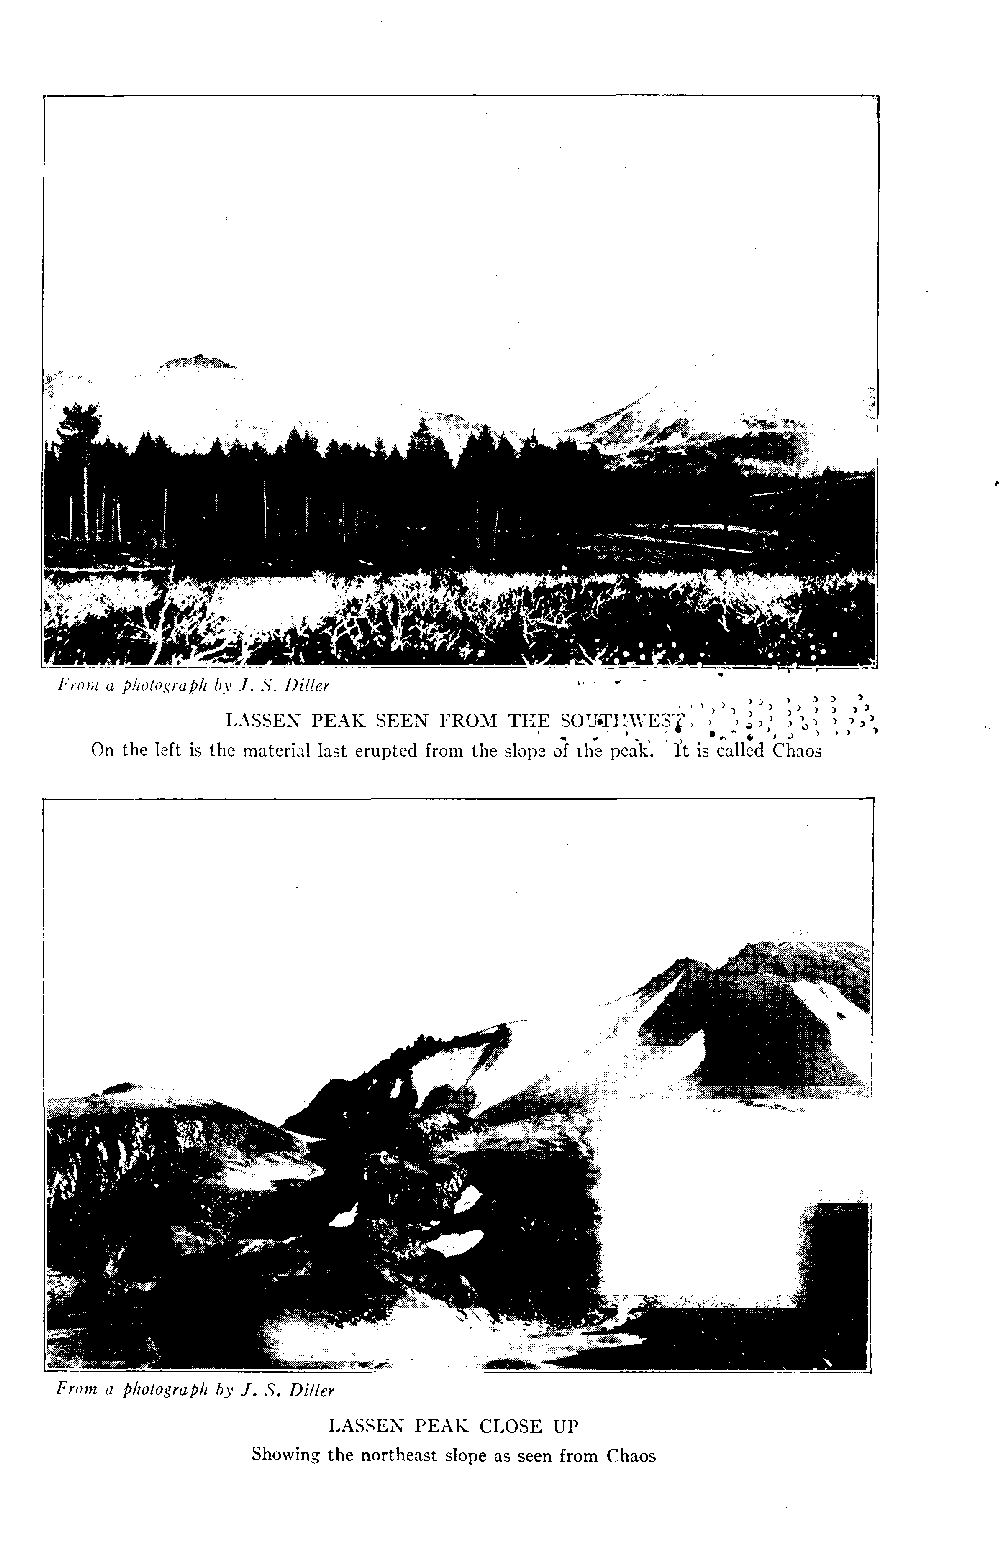 From a photograph by J. S. Diller
LASSEN PEAK SEEN FROM THE SOUTHWEST
On the left is the material last erupted from the slope of the peak. It is called Chaos
From a photograph by J. S. Diller
LASSEN PEAK CLOSE UP
Showing the northeast slope as seen from Chaos